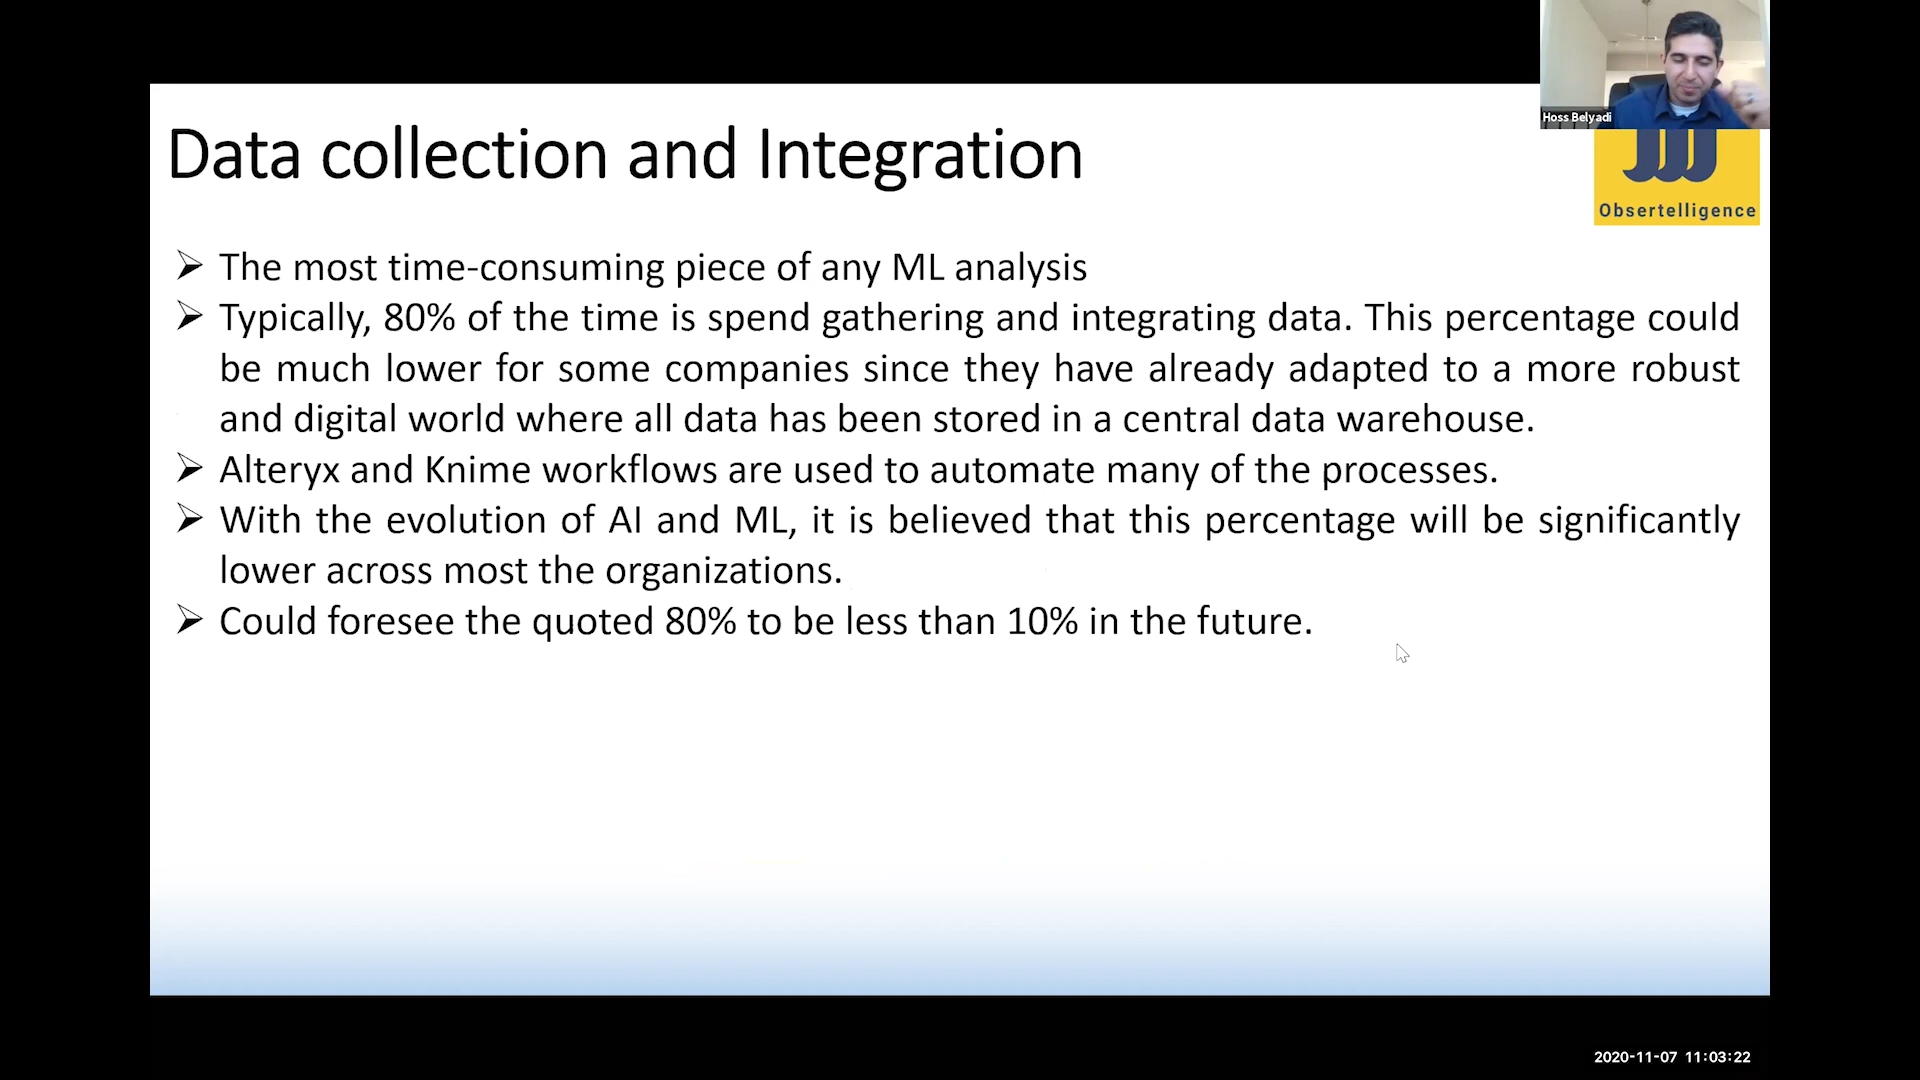 Hoss Belyadi
Data collection and Integration
Obsertelligence
➢ The most time-consuming piece of any ML analysis
➢ Typically, 80% of the time is spend gathering and integrating data. This percentage could
be much lower for some companies since they have already adapted to a more robust
and digital world where all data has been stored in a central data warehouse.
➢ Alteryx and Knime workflows are used to automate many of the processes.
➢ With the evolution of AI and ML, it is believed that this percentage will be significantly
lower across most the organizations.
➢ Could foresee the quoted 80% to be less than 10% in the future.
2020-11-07 11:03:22